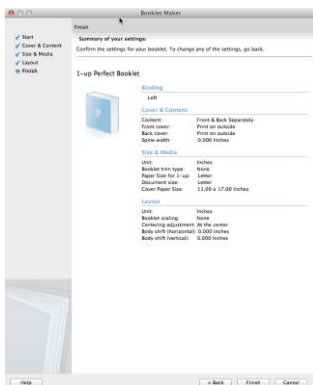 Booklet Maker
Finish
Start
Cover & Content
Size & Media
Layout
Finish
Summary of your settings:
Confirm the settings for your booklet. To change any of the settings, go back.
1-up Perfect Booklet
Binding
Left
Cover & Content
Content: Front & Back Separately
Front cover: Print on outside
Back cover: Print on outside
Spine width: 0.000 Inches
Size & Media
Unit: Inches
Booklet trim type: None
Paper Size for 1-up: Letter
Document size: Letter
Cover Paper Size: 11.00 x 17.00 Inches
Layout
Unit: Inches
Booklet scaling: None
Centering adjustment: At the center
Body shift (horizontal): 0.000 Inches
Body shift (vertical): 0.000 Inches
Help
< Back
Finish
Cancel